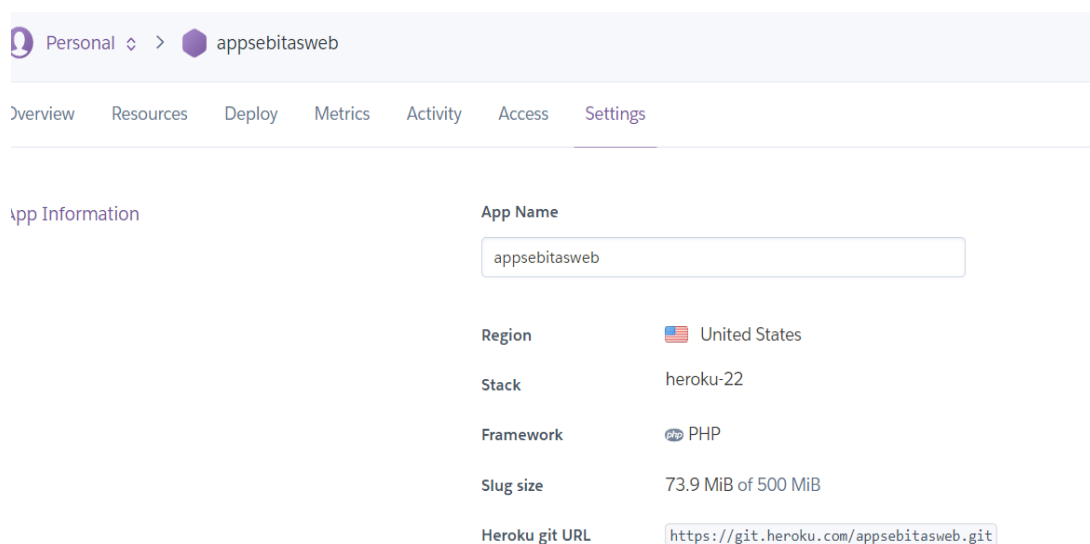 Personal > appsebitasweb
Overview Resources Deploy Metrics Activity Access Settings
App Information
App Name
appsebitasweb
Region United States
Stack heroku-22
Framework php PHP
Slug size 73.9 MiB of 500 MiB
Heroku git URL https://git.heroku.com/appsebitasweb.git